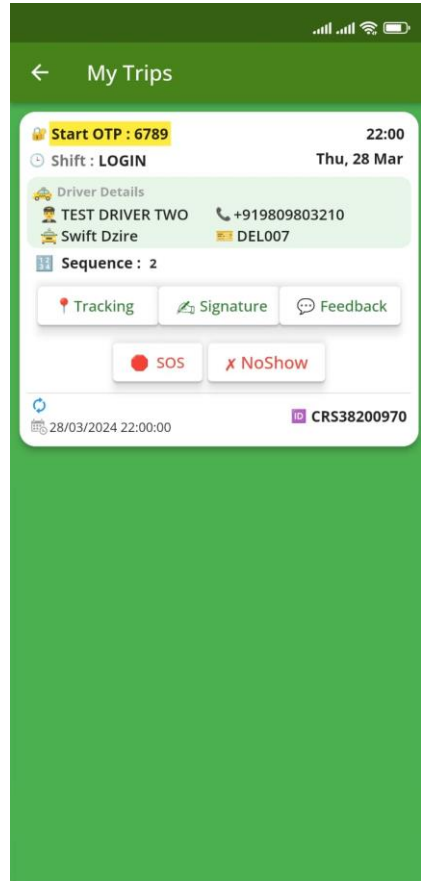 My Trips
Start OTP : 6789 22:00
Shift : LOGIN Thu, 28 Mar
Driver Details
TEST DRIVER TWO +919809803210
Swift Dzire DEL007
Sequence : 2
Tracking Signature Feedback
SOS ✗ NoShow
28/03/2024 22:00:00 ID CRS38200970